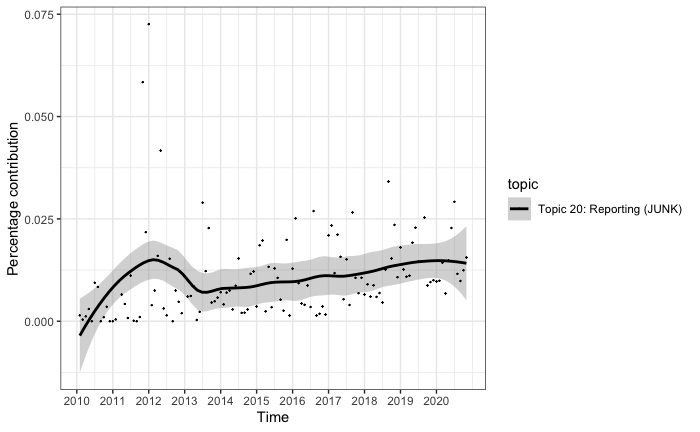 0.075
0.050
0.025
0.000
Percentage contribution
2010 2011 2012 2013 2014 2015 2016 2017 2018 2019 2020
Time
topic
Topic 20: Reporting (JUNK)